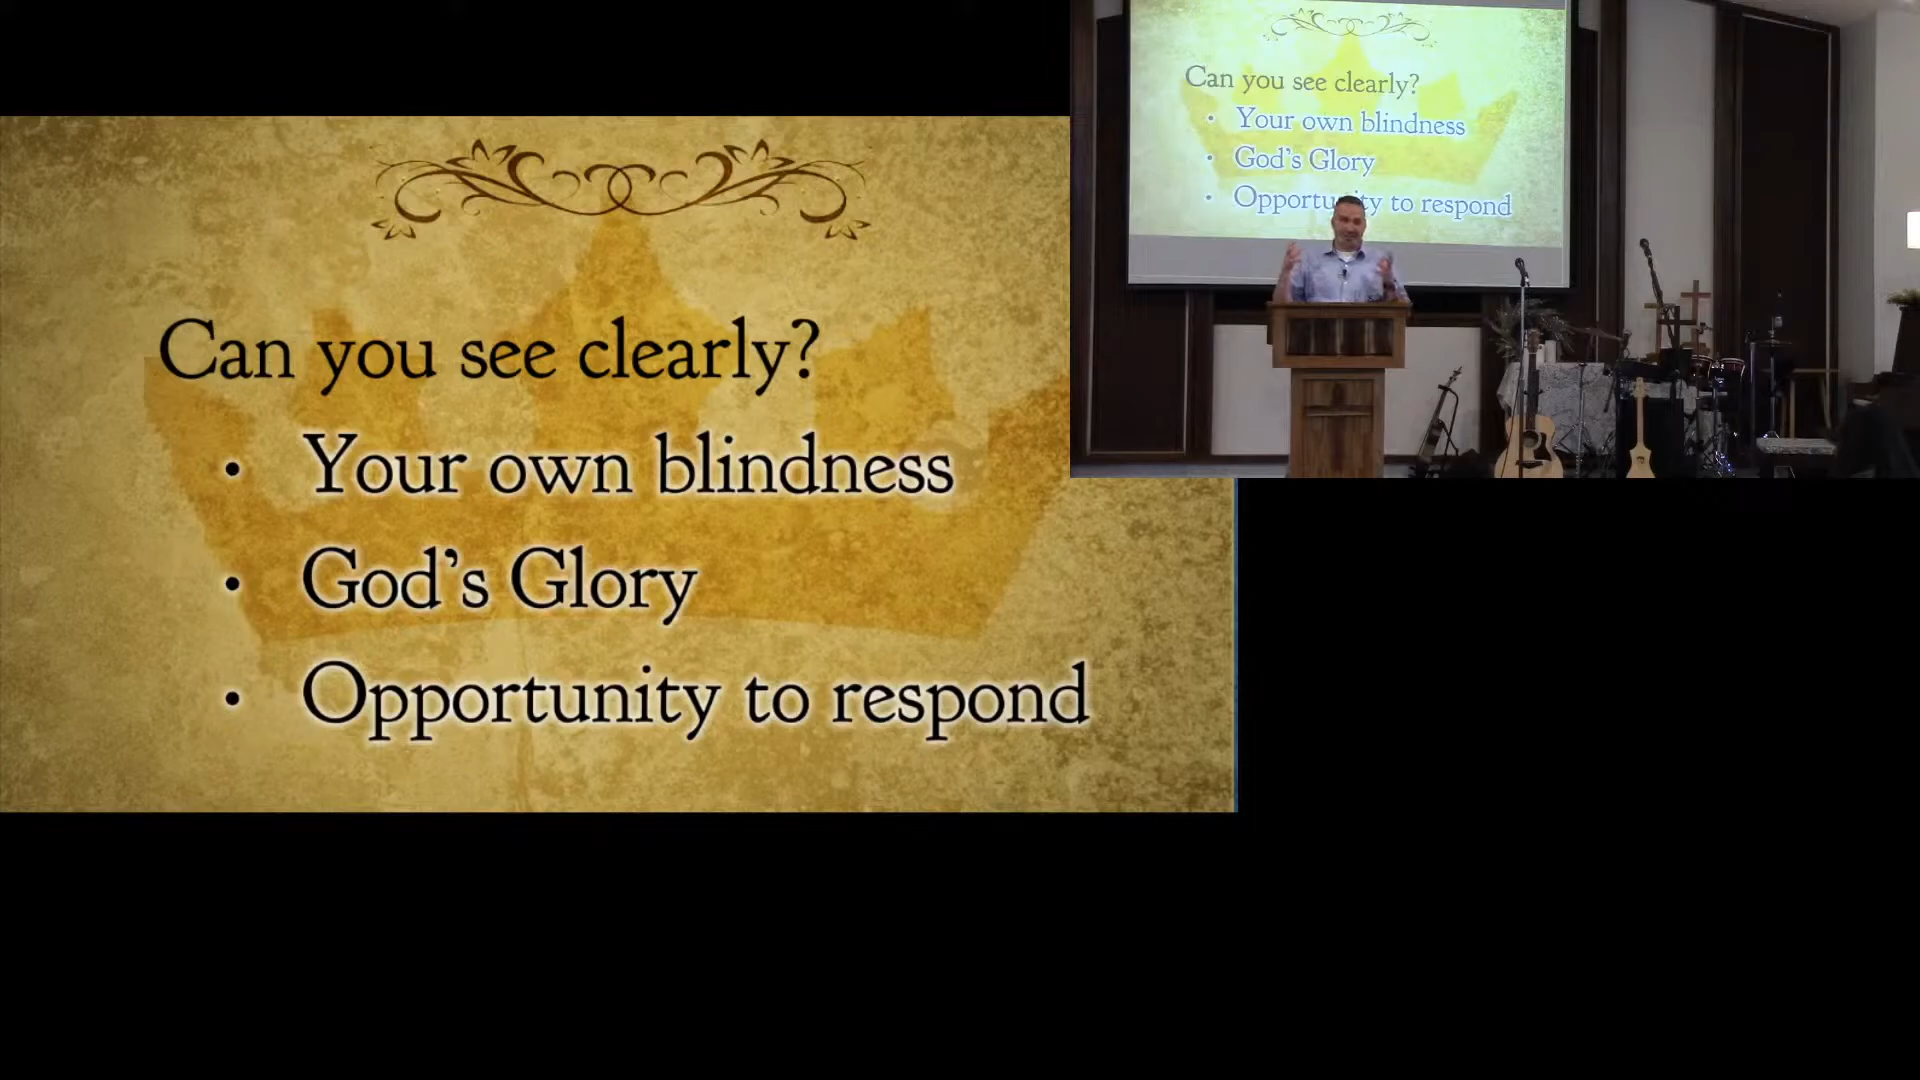 Can you see clearly?
• Your own blindness
• God's Glory
• Opportunity to respond
Can you see clearly?
• Your own blindness
• God's Glory
• Opportunity to respond